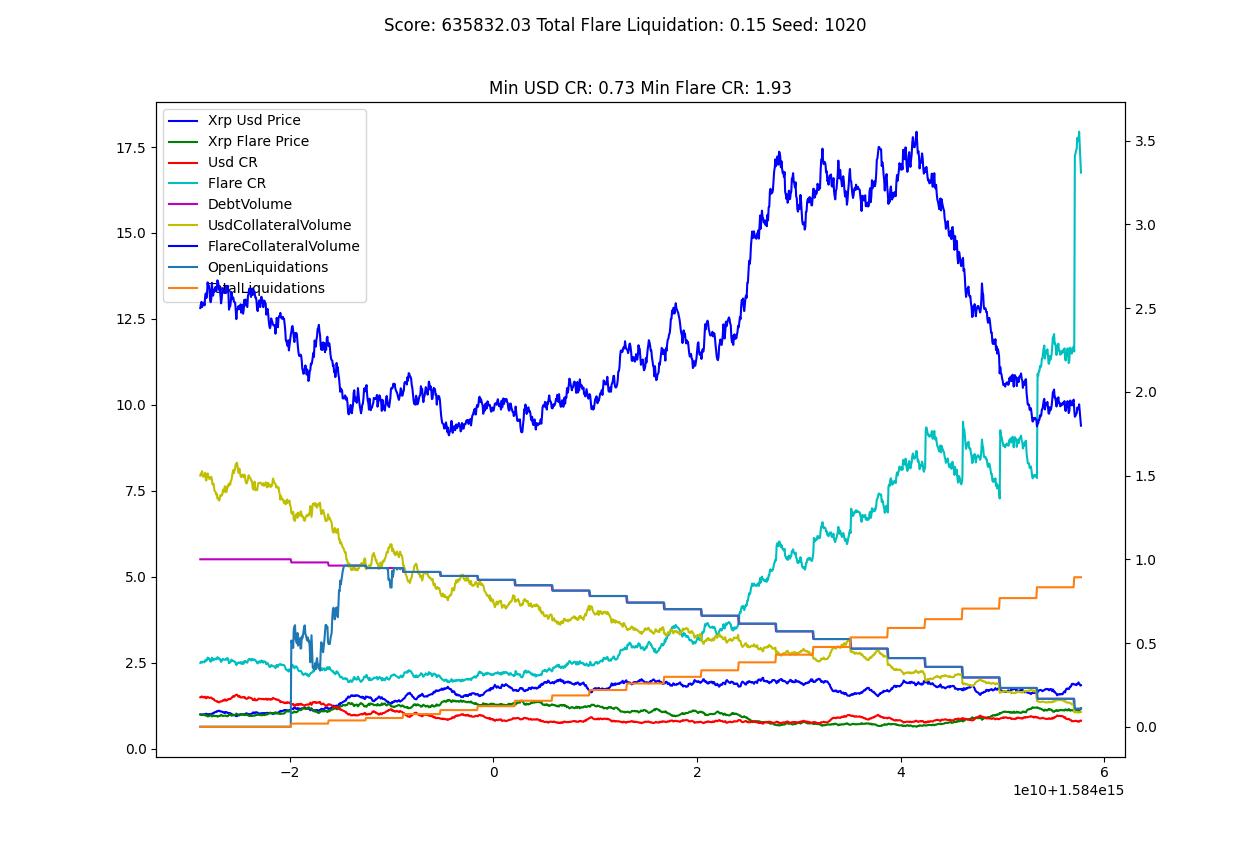 Score: 635832.03 Total Flare Liquidation: 0.15 Seed: 1020
Min USD CR: 0.73 Min Flare CR: 1.93
Xrp Usd Price
Xrp Flare Price
Usd CR
Flare CR
DebtVolume
UsdCollateralVolume
FlareCollateralVolume
OpenLiquidations
TotalLiquidations
17.5
15.0
12.5
10.0
7.5
5.0
2.5
0.0
3.5
3.0
2.5
2.0
1.5
1.0
0.5
0.0
−2 0 2 4 6
1e10+1.584e15